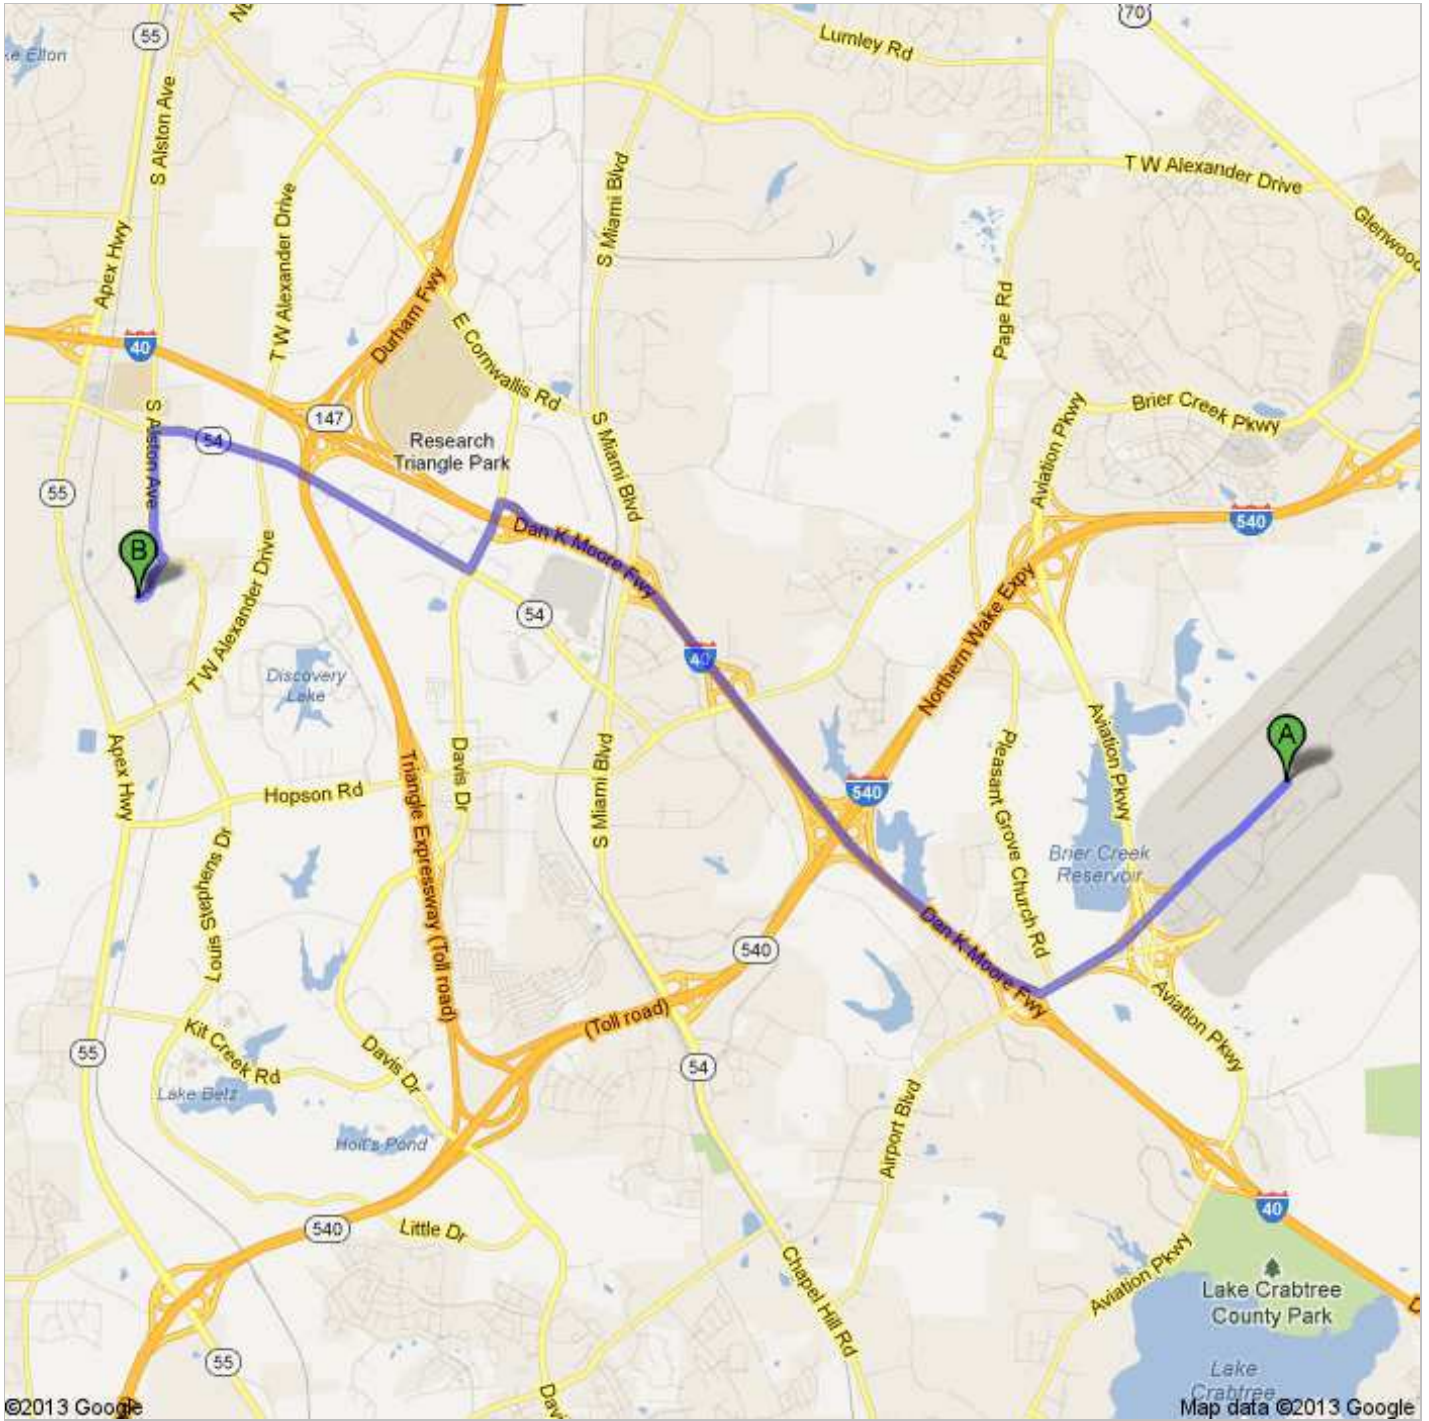 70
55
Lumley Rd
S Alston Ave
T W Alexander Drive
S Miami Blvd
Glenwood
Apex Hwy
T W Alexander Drive
Durham Fwy
Page Rd
40
E Cornwallis Rd
147
S Alston Ave
54
Research
Triangle Park
S Miami Blvd
Aviation Pkwy
Brier Creek Pkwy
55
540
Dan K Moore Fwy
B
T W Alexander Drive
54
Northern Wake Expy
40
Discovery
Lake
A
Apex Hwy
Hopson Rd
Davis Dr
S Miami Blvd
540
Pleasant Grove Church Rd
Aviation Pkwy
Triangle Expressway (Toll road)
Brier Creek
Reservoir
Louis Stephens Dr
540
Dan K Moore Fwy
(Toll road)
Aviation Pkwy
55
Kit Creek Rd
Davis Dr
54
Lake Betz
Airport Blvd
Holt's Pond
540
Little Dr
40
Chapel Hill Rd
Aviation Pkwy
Lake Crabtree
County Park
55
Lake
Crabtree
©2013 Google
Map data ©2013 Google